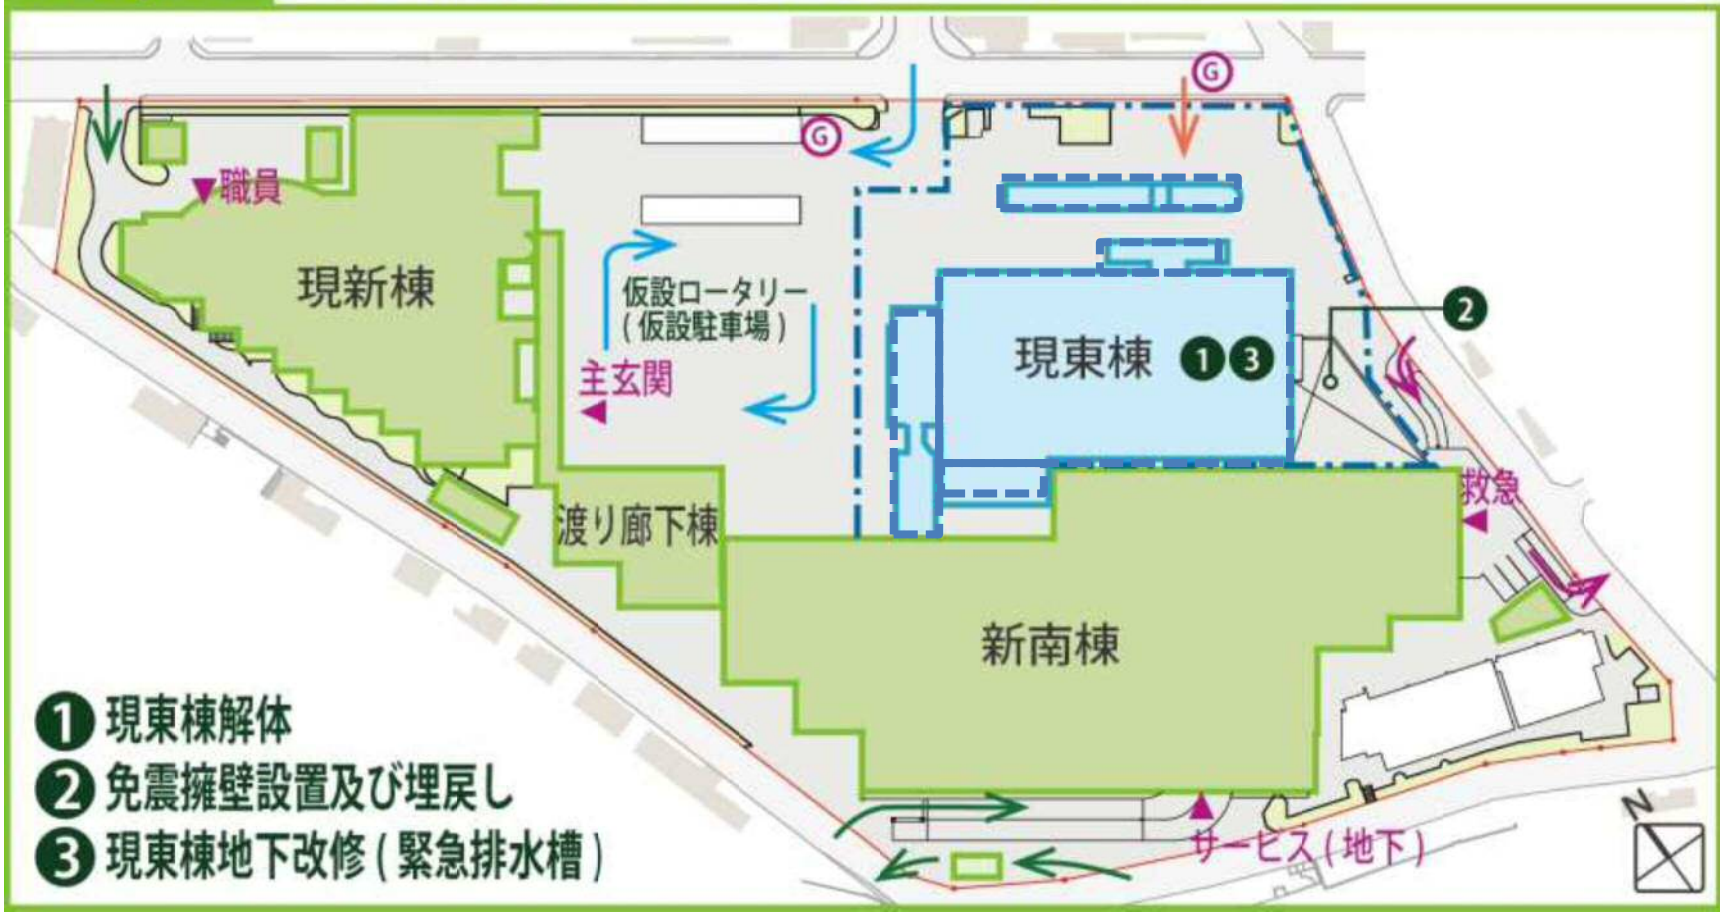 G
G
職員
現新棟
仮設ロータリー
(仮設駐車場)
主玄関
現東棟 ❶❸
❷
救急
渡り廊下棟
新南棟
サービス(地下)
❶ 現東棟解体
❷ 免震擁壁設置及び埋戻し
❸ 現東棟地下改修(緊急排水槽)
N